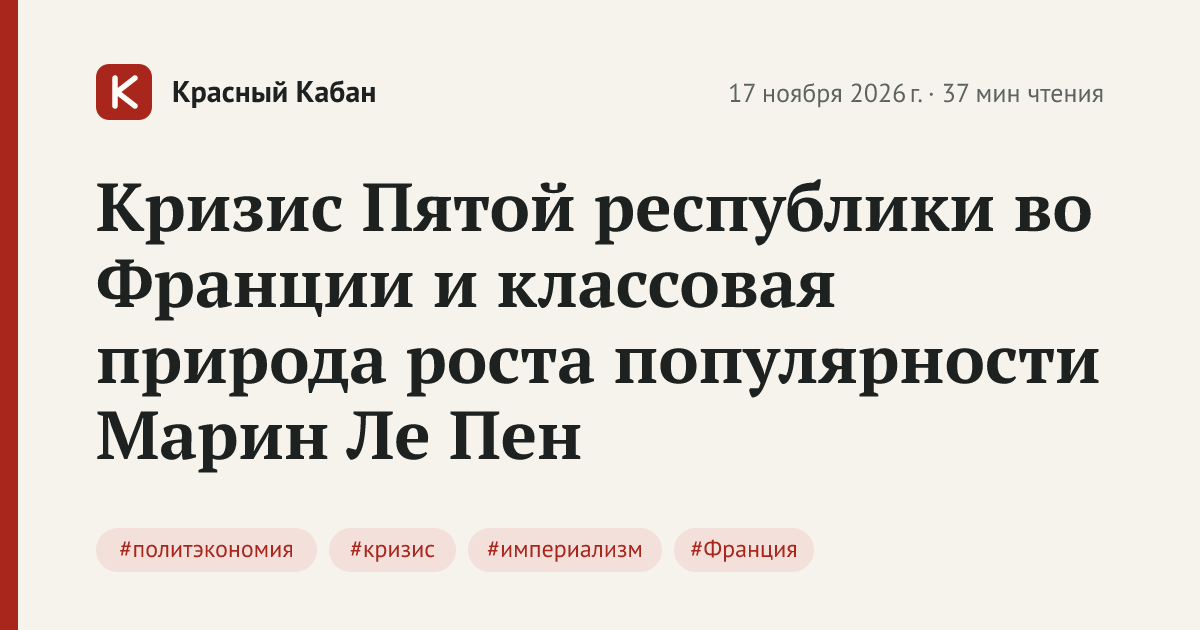 Красный Кабан
17 ноября 2026 г. · 37 мин чтения
Кризис Пятой республики во
Франции и классовая
природа роста популярности
Марин Ле Пен
#политэкономия #кризис #империализм #Франция